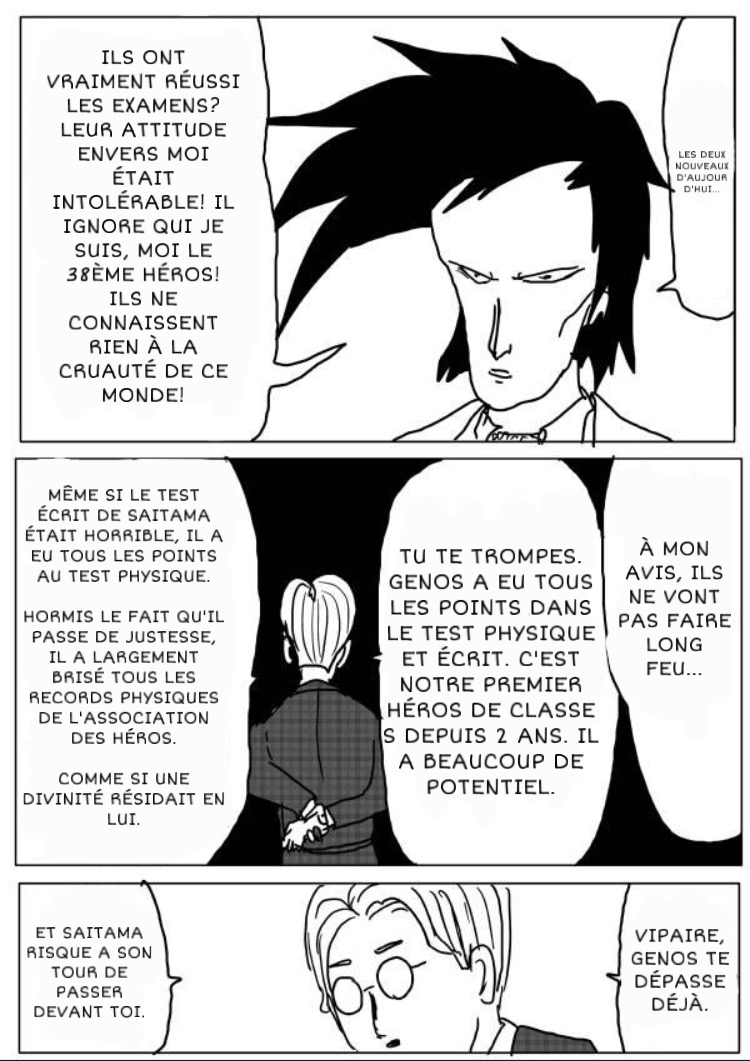 LES DEUX
NOUVEAUX
D'AUJOUR
D'HUI...
ILS ONT
VRAIMENT RÉUSSI
LES EXAMENS?
LEUR ATTITUDE
ENVERS MOI
ÉTAIT
INTOLÉRABLE! IL
IGNORE QUI JE
SUIS, MOI LE
38ÈME HÉROS!
ILS NE
CONNAISSENT
RIEN À LA
CRUAUTÉ DE CE
MONDE!
À MON
AVIS, ILS
NE VONT
PAS FAIRE
LONG
FEU...
TU TE TROMPES.
GENOS A EU TOUS
LES POINTS DANS
LE TEST PHYSIQUE
ET ÉCRIT. C'EST
NOTRE PREMIER
HÉROS DE CLASSE
S DEPUIS 2 ANS. IL
A BEAUCOUP DE
POTENTIEL.
MÊME SI LE TEST
ÉCRIT DE SAITAMA
ÉTAIT HORRIBLE, IL A
EU TOUS LES POINTS
AU TEST PHYSIQUE.
HORMIS LE FAIT QU'IL
PASSE DE JUSTESSE,
IL A LARGEMENT
BRISÉ TOUS LES
RECORDS PHYSIQUES
DE L'ASSOCIATION
DES HÉROS.
COMME SI UNE
DIVINITÉ RÉSIDAIT EN
LUI.
VIPAIRE,
GENOS TE
DÉPASSE
DÉJÀ.
ET SAITAMA
RISQUE A SON
TOUR DE
PASSER
DEVANT TOI.